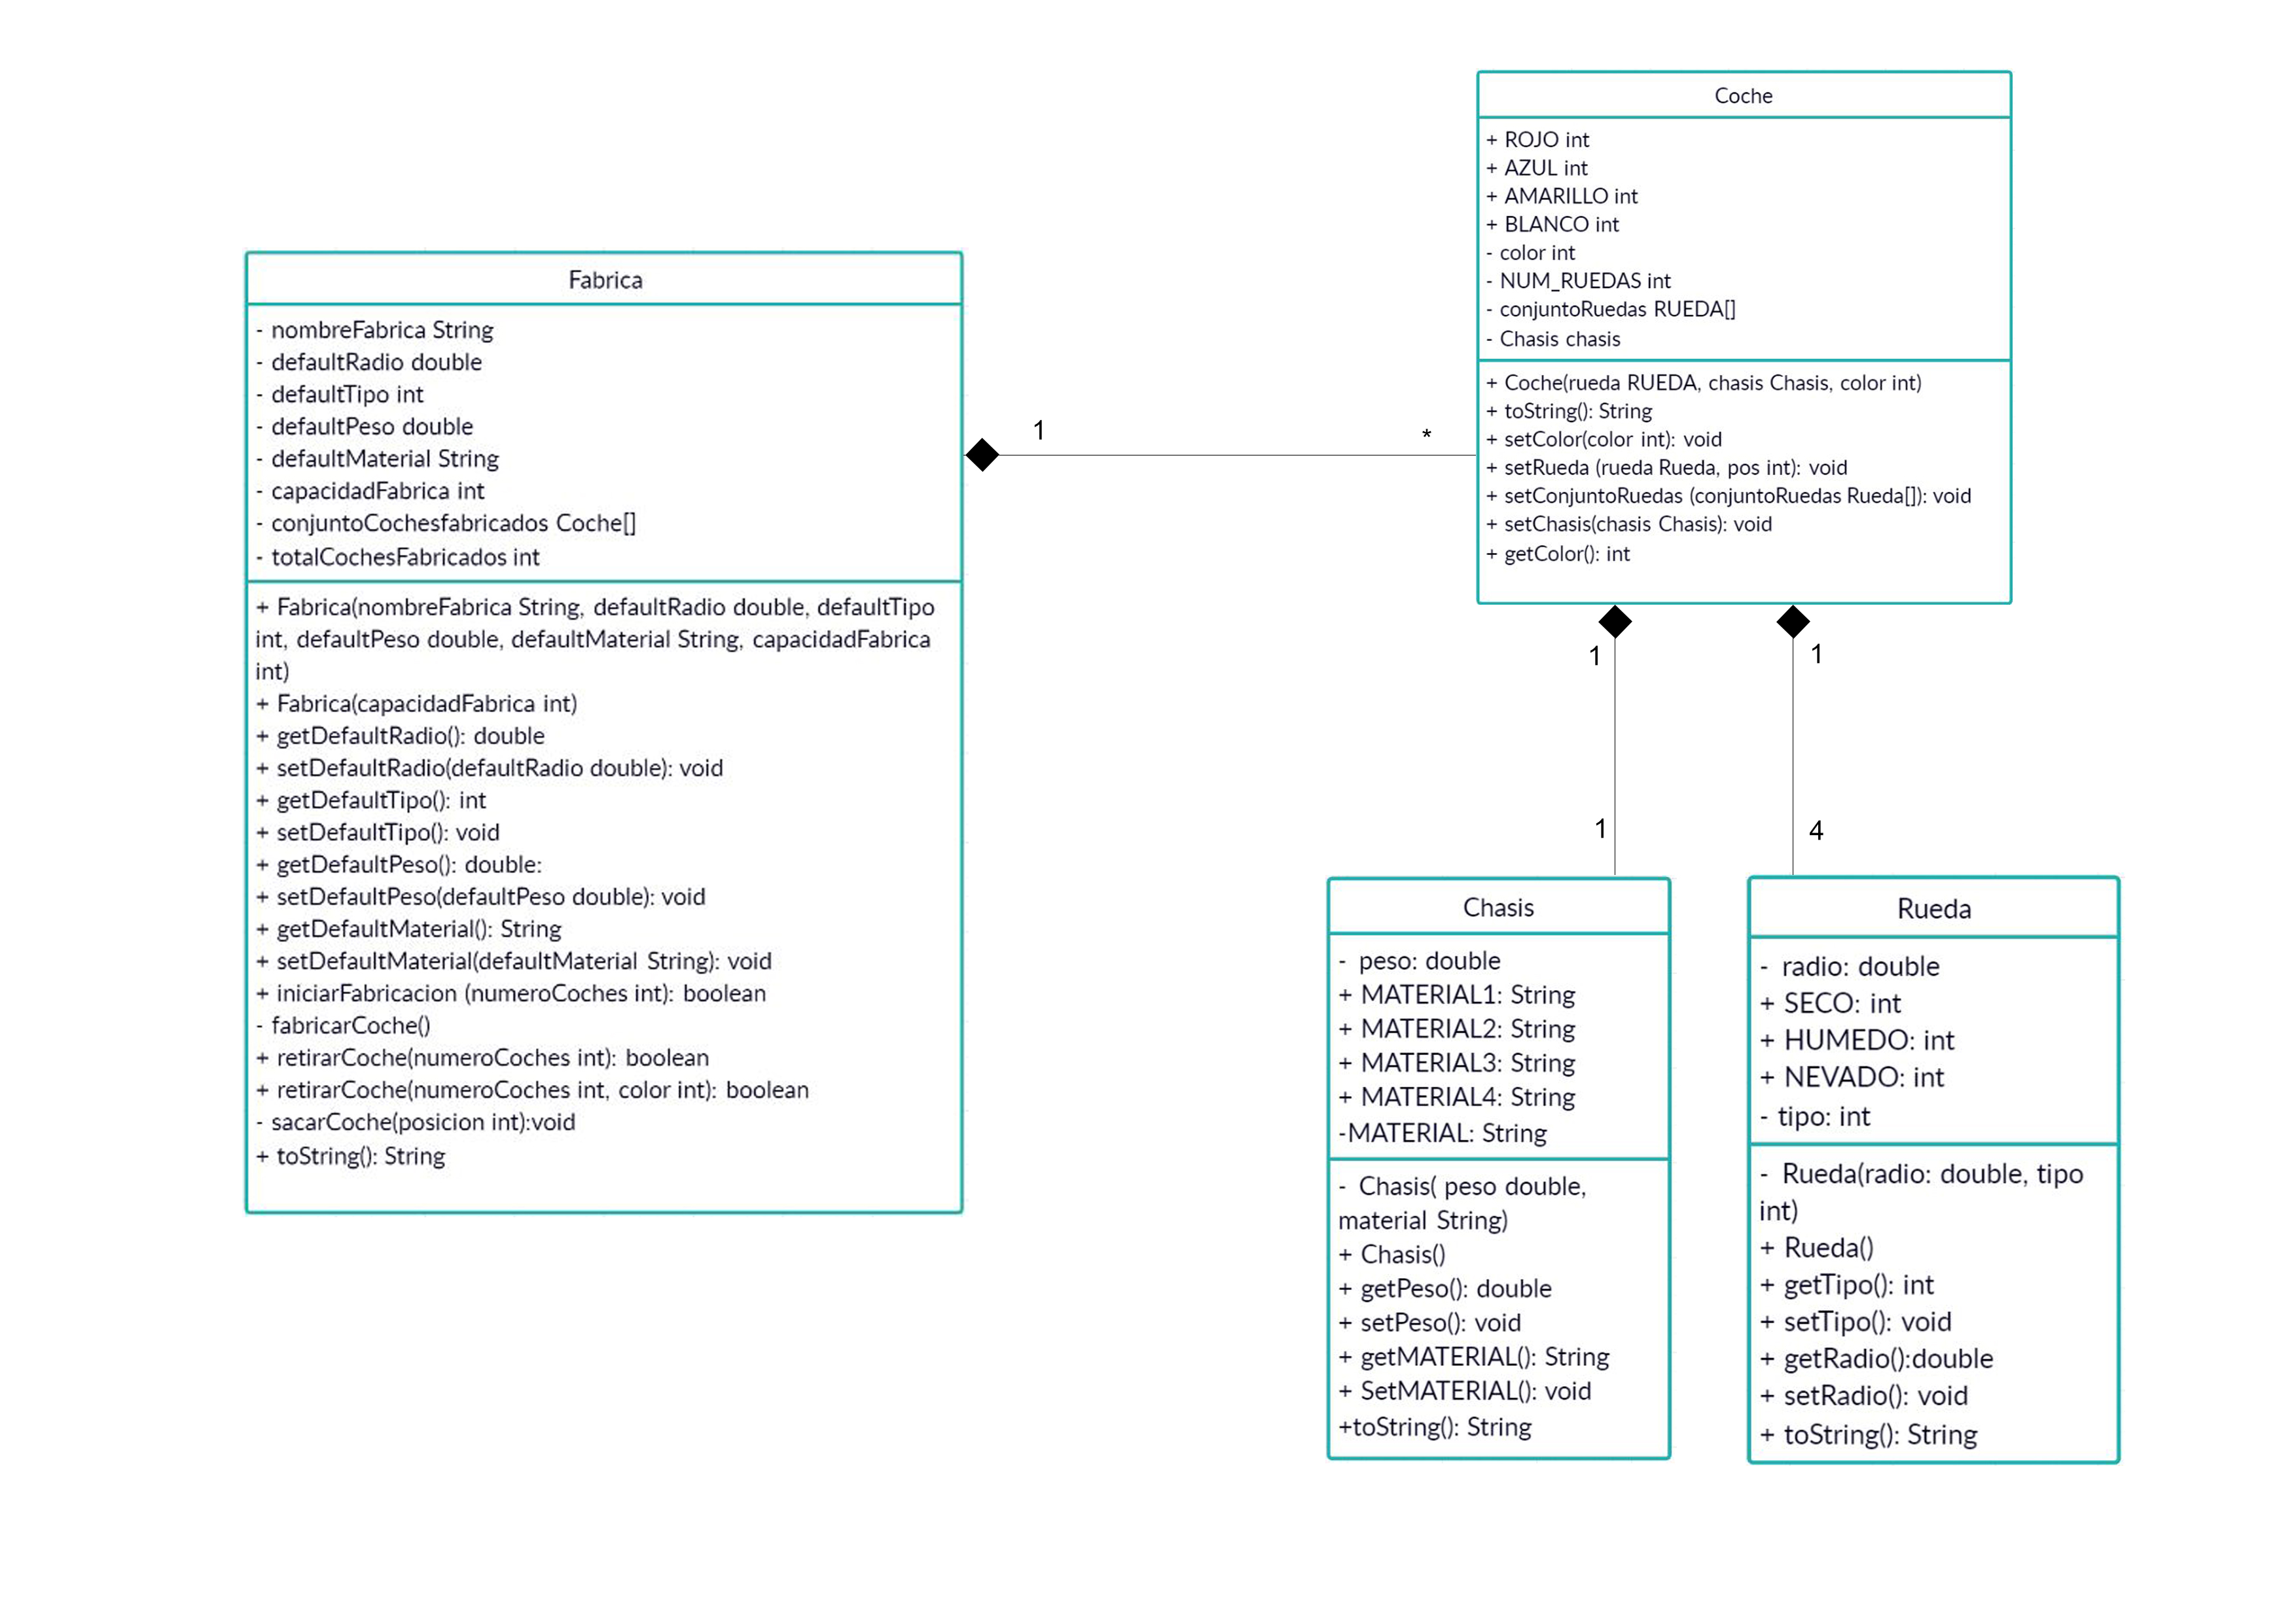 Fabrica
- nombreFabrica String
- defaultRadio double
- defaultTipo int
- defaultPeso double
- defaultMaterial String
- capacidadFabrica int
- conjuntoCochesfabricados Coche[]
- totalCochesFabricados int
+ Fabrica(nombreFabrica String, defaultRadio double, defaultTipo
int, defaultPeso double, defaultMaterial String, capacidadFabrica
int)
+ Fabrica(capacidadFabrica int)
+ getDefaultRadio(): double
+ setDefaultRadio(defaultRadio double): void
+ getDefaultTipo(): int
+ setDefaultTipo(): void
+ getDefaultPeso(): double:
+ setDefaultPeso(defaultPeso double): void
+ getDefaultMaterial(): String
+ setDefaultMaterial(defaultMaterial String): void
+ iniciarFabricacion (numeroCoches int): boolean
- fabricarCoche()
+ retirarCoche(numeroCoches int): boolean
+ retirarCoche(numeroCoches int, color int): boolean
- sacarCoche(posicion int):void
+ toString(): String
1
*
Coche
+ ROJO int
+ AZUL int
+ AMARILLO int
+ BLANCO int
- color int
- NUM_RUEDAS int
- conjuntoRuedas RUEDA[]
- Chasis chasis
+ Coche(rueda RUEDA, chasis Chasis, color int)
+ toString(): String
+ setColor(color int): void
+ setRueda (rueda Rueda, pos int): void
+ setConjuntoRuedas (conjuntoRuedas Rueda[]): void
+ setChasis(chasis Chasis): void
+ getColor(): int
1
1
1
4
Chasis
- peso: double
+ MATERIAL1: String
+ MATERIAL2: String
+ MATERIAL3: String
+ MATERIAL4: String
-MATERIAL: String
- Chasis( peso double,
material String)
+ Chasis()
+ getPeso(): double
+ setPeso(): void
+ getMATERIAL(): String
+ SetMATERIAL(): void
+toString(): String
Rueda
- radio: double
+ SECO: int
+ HUMEDO: int
+ NEVADO: int
- tipo: int
- Rueda(radio: double, tipo
int)
+ Rueda()
+ getTipo(): int
+ setTipo(): void
+ getRadio():double
+ setRadio(): void
+ toString(): String